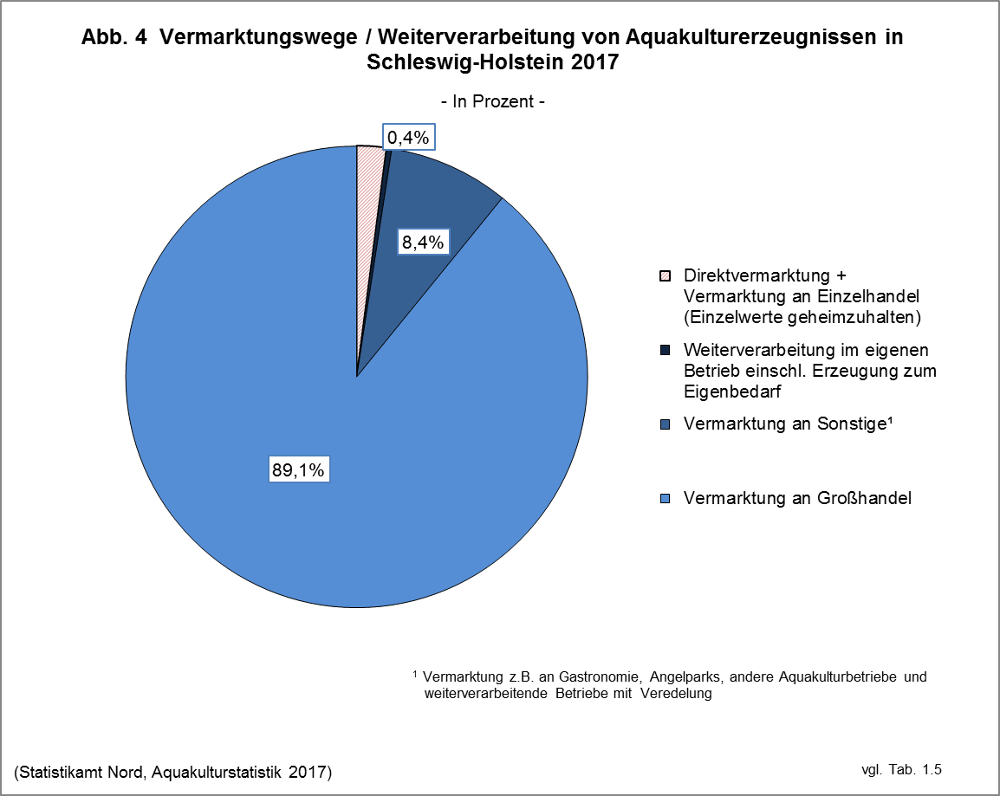 Abb. 4 Vermarktungswege / Weiterverarbeitung von Aquakulturerzeugnissen in
Schleswig-Holstein 2017
- In Prozent -
0,4%
8,4%
89,1%
Direktvermarktung +
Vermarktung an Einzelhandel
(Einzelwerte geheimzuhalten)
Weiterverarbeitung im eigenen
Betrieb einschl. Erzeugung zum
Eigenbedarf
Vermarktung an Sonstige¹
Vermarktung an Großhandel
¹ Vermarktung z.B. an Gastronomie, Angelparks, andere Aquakulturbetriebe und
weiterverarbeitende Betriebe mit Veredelung
(Statistikamt Nord, Aquakulturstatistik 2017)
vgl. Tab. 1.5